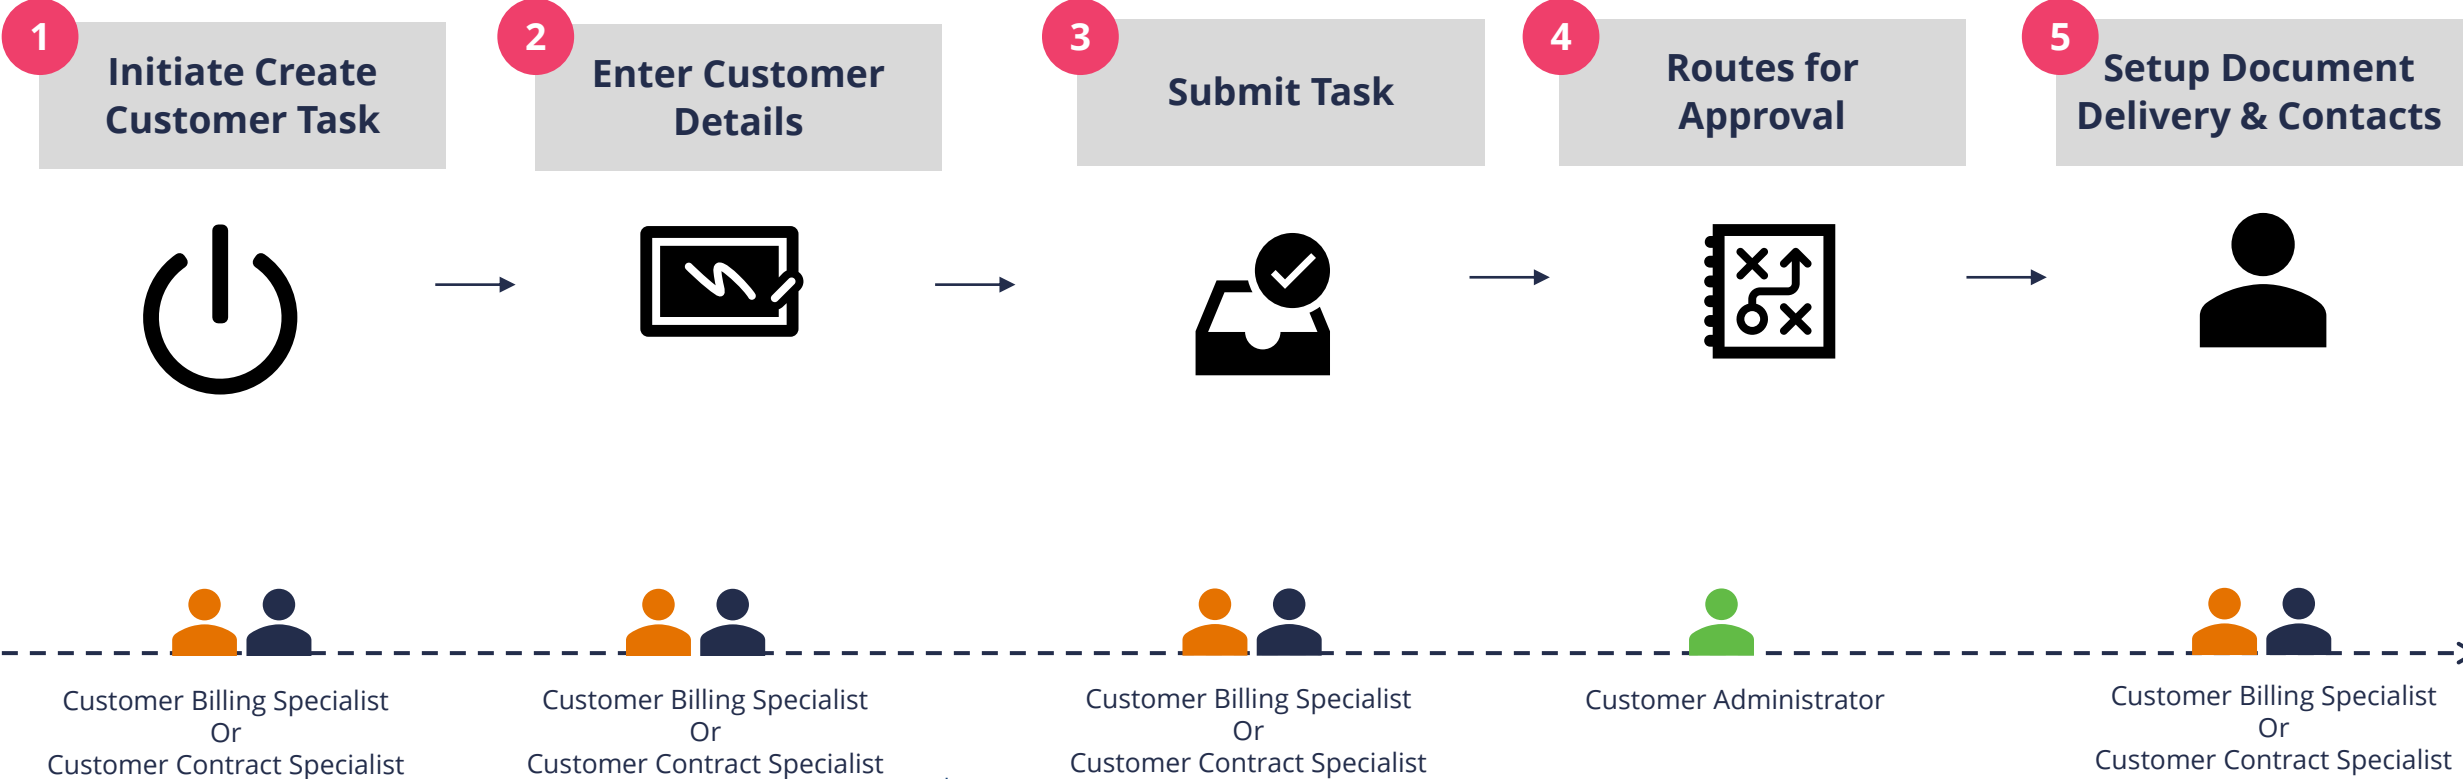 1
Initiate Create
Customer Task
2
Enter Customer
Details
3
Submit Task
4
Routes for
Approval
5
Setup Document
Delivery & Contacts
Customer Billing Specialist
Or
Customer Contract Specialist
Customer Billing Specialist
Or
Customer Contract Specialist
Customer Billing Specialist
Or
Customer Contract Specialist
Customer Administrator
Customer Billing Specialist
Or
Customer Contract Specialist